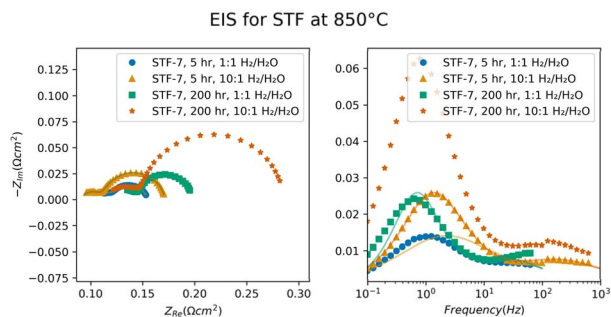 EIS for STF at 850°C
STF-7, 5 hr, 1:1 H₂/H₂O
STF-7, 5 hr, 10:1 H₂/H₂O
STF-7, 200 hr, 1:1 H₂/H₂O
STF-7, 200 hr, 10:1 H₂/H₂O
0.125
0.100
0.075
0.050
0.025
0.000
−0.025
−0.050
−0.075
−Z_Im(Ωcm²)
0.10 0.15 0.20 0.25 0.30
Z_Re(Ωcm²)
STF-7, 5 hr, 1:1 H₂/H₂O
STF-7, 5 hr, 10:1 H₂/H₂O
STF-7, 200 hr, 1:1 H₂/H₂O
STF-7, 200 hr, 10:1 H₂/H₂O
0.06
0.05
0.04
0.03
0.02
0.01
10⁻¹ 10⁰ 10¹ 10² 10³
Frequency(Hz)